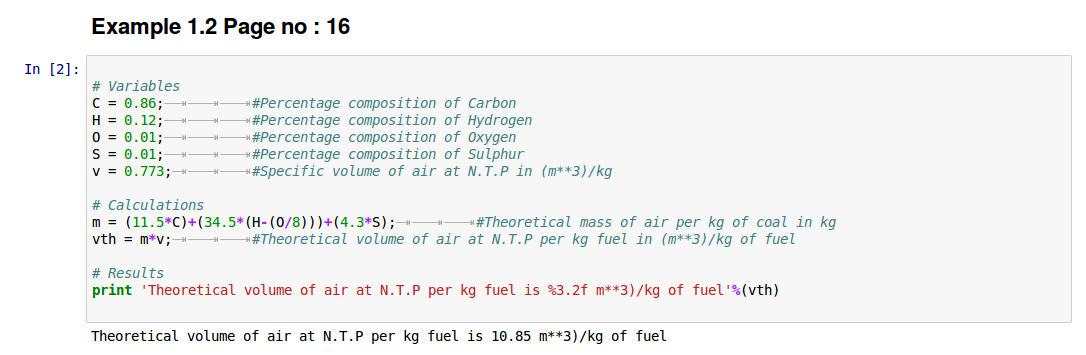 Example 1.2 Page no : 16
In [2]:
# Variables
C = 0.86; #Percentage composition of Carbon
H = 0.12; #Percentage composition of Hydrogen
O = 0.01; #Percentage composition of Oxygen
S = 0.01; #Percentage composition of Sulphur
v = 0.773; #Specific volume of air at N.T.P in (m**3)/kg
# Calculations
m = (11.5*C)+(34.5*(H-(O/8)))+(4.3*S); #Theoretical mass of air per kg of coal in kg
vth = m*v; #Theoretical volume of air at N.T.P per kg fuel in (m**3)/kg of fuel
# Results
print 'Theoretical volume of air at N.T.P per kg fuel is %3.2f m**3)/kg of fuel'%(vth)
Theoretical volume of air at N.T.P per kg fuel is 10.85 m**3)/kg of fuel